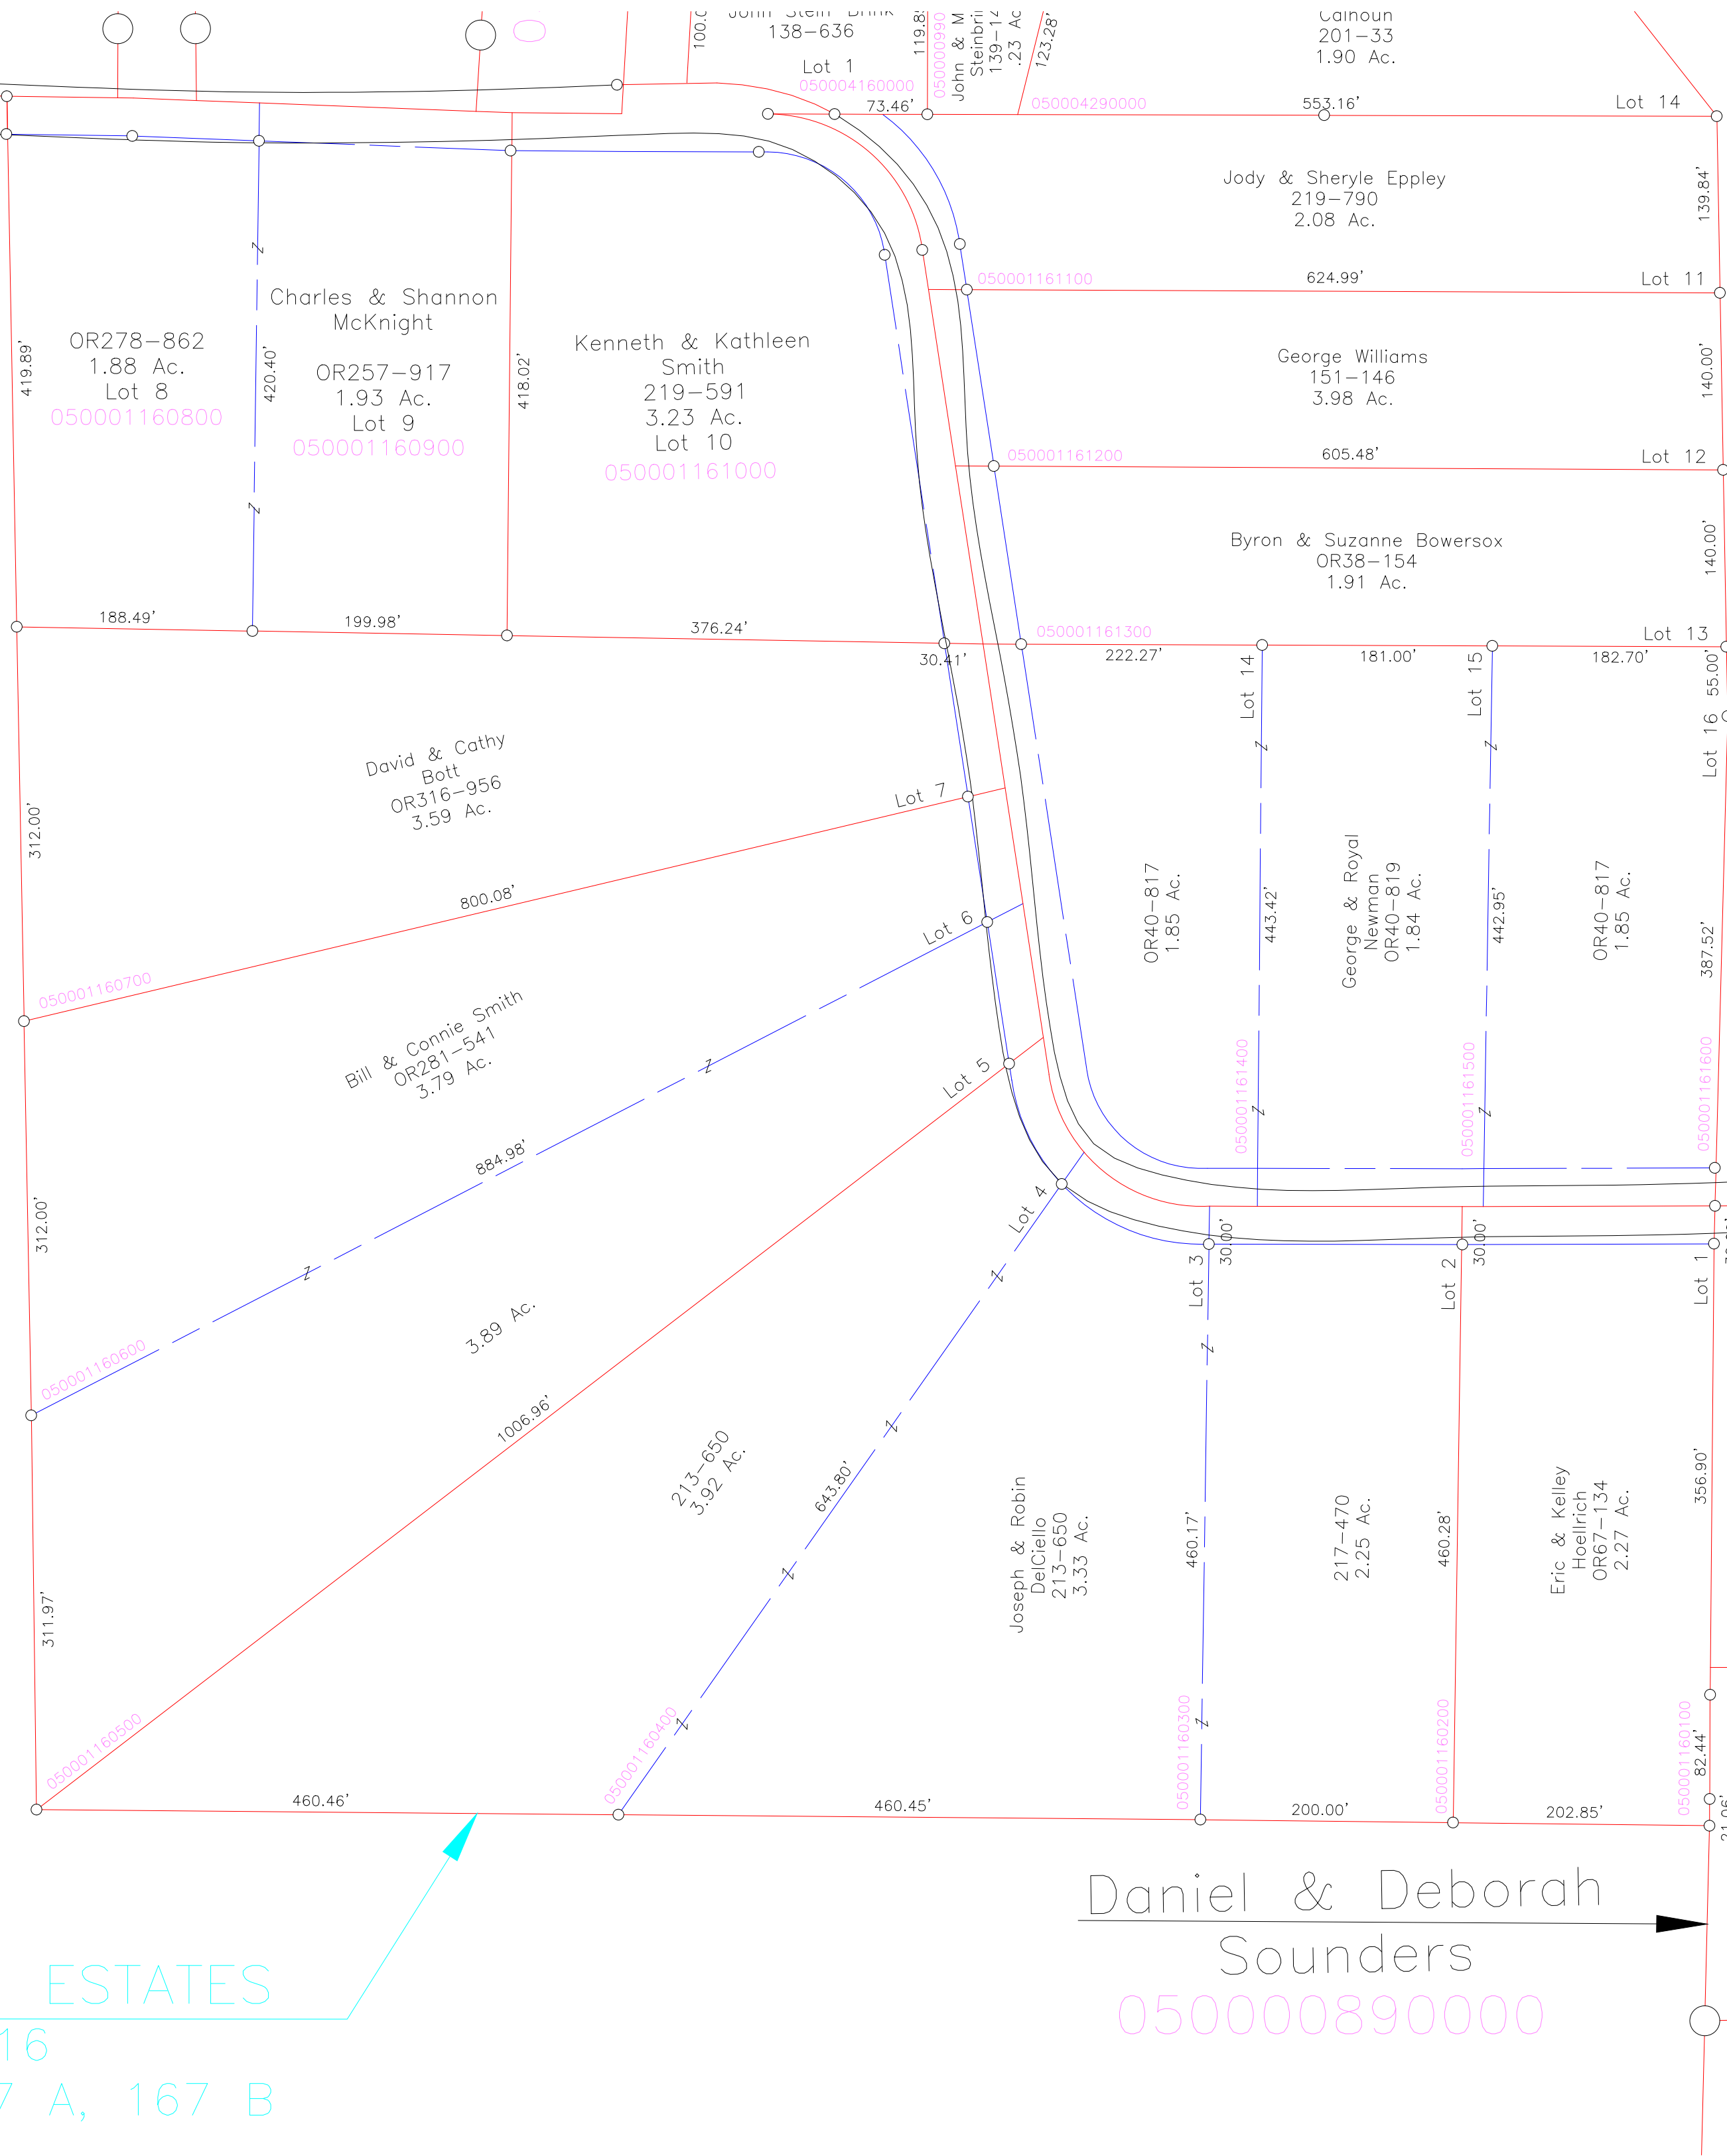 138-636
Lot 1
050004160000
73.46'
050000990
John & M
139-14
.23 Ac
123.28'
Calhoun
201-33
1.90 Ac.
050004290000
553.16'
Lot 14
Jody & Sheryle Eppley
219-790
2.08 Ac.
139.84'
050001161100
624.99'
Lot 11
George Williams
151-146
3.98 Ac.
140.00'
050001161200
605.48'
Lot 12
Byron & Suzanne Bowersox
OR38-154
1.91 Ac.
140.00'
050001161300
Lot 13
419.89'
OR278-862
1.88 Ac.
Lot 8
050001160800
420.40'
Charles & Shannon
McKnight
OR257-917
1.93 Ac.
Lot 9
050001160900
418.02'
Kenneth & Kathleen
Smith
219-591
3.23 Ac.
Lot 10
050001161000
188.49'
199.98'
376.24'
30.41'
222.27'
181.00'
182.70'
55.00'
Lot 14
Lot 15
Lot 16
David & Cathy
Bott
OR316-956
3.59 Ac.
Lot 7
312.00'
800.08'
050001160700
Lot 6
Bill & Connie Smith
OR281-541
3.79 Ac.
884.98'
Lot 5
OR40-817
1.85 Ac.
443.42'
George & Royal
Newman
OR40-819
1.84 Ac.
442.95'
OR40-817
1.85 Ac.
387.52'
050001161400
050001161500
050001161600
312.00'
050001160600
3.89 Ac.
1006.96'
Lot 4
Lot 3
30.00'
Lot 2
30.00'
Lot 1
213-650
3.92 Ac.
643.80'
Joseph & Robin
DelCiello
213-650
3.33 Ac.
460.17'
217-470
2.25 Ac.
460.28'
Eric & Kelley
Hoellrich
OR67-134
2.27 Ac.
356.90'
311.97'
050001160500
050001160400
050001160300
050001160200
050001160100
82.44'
21.06'
460.46'
460.45'
200.00'
202.85'
Daniel & Deborah
Sounders
050000890000
ESTATES
16
7 A, 167 B